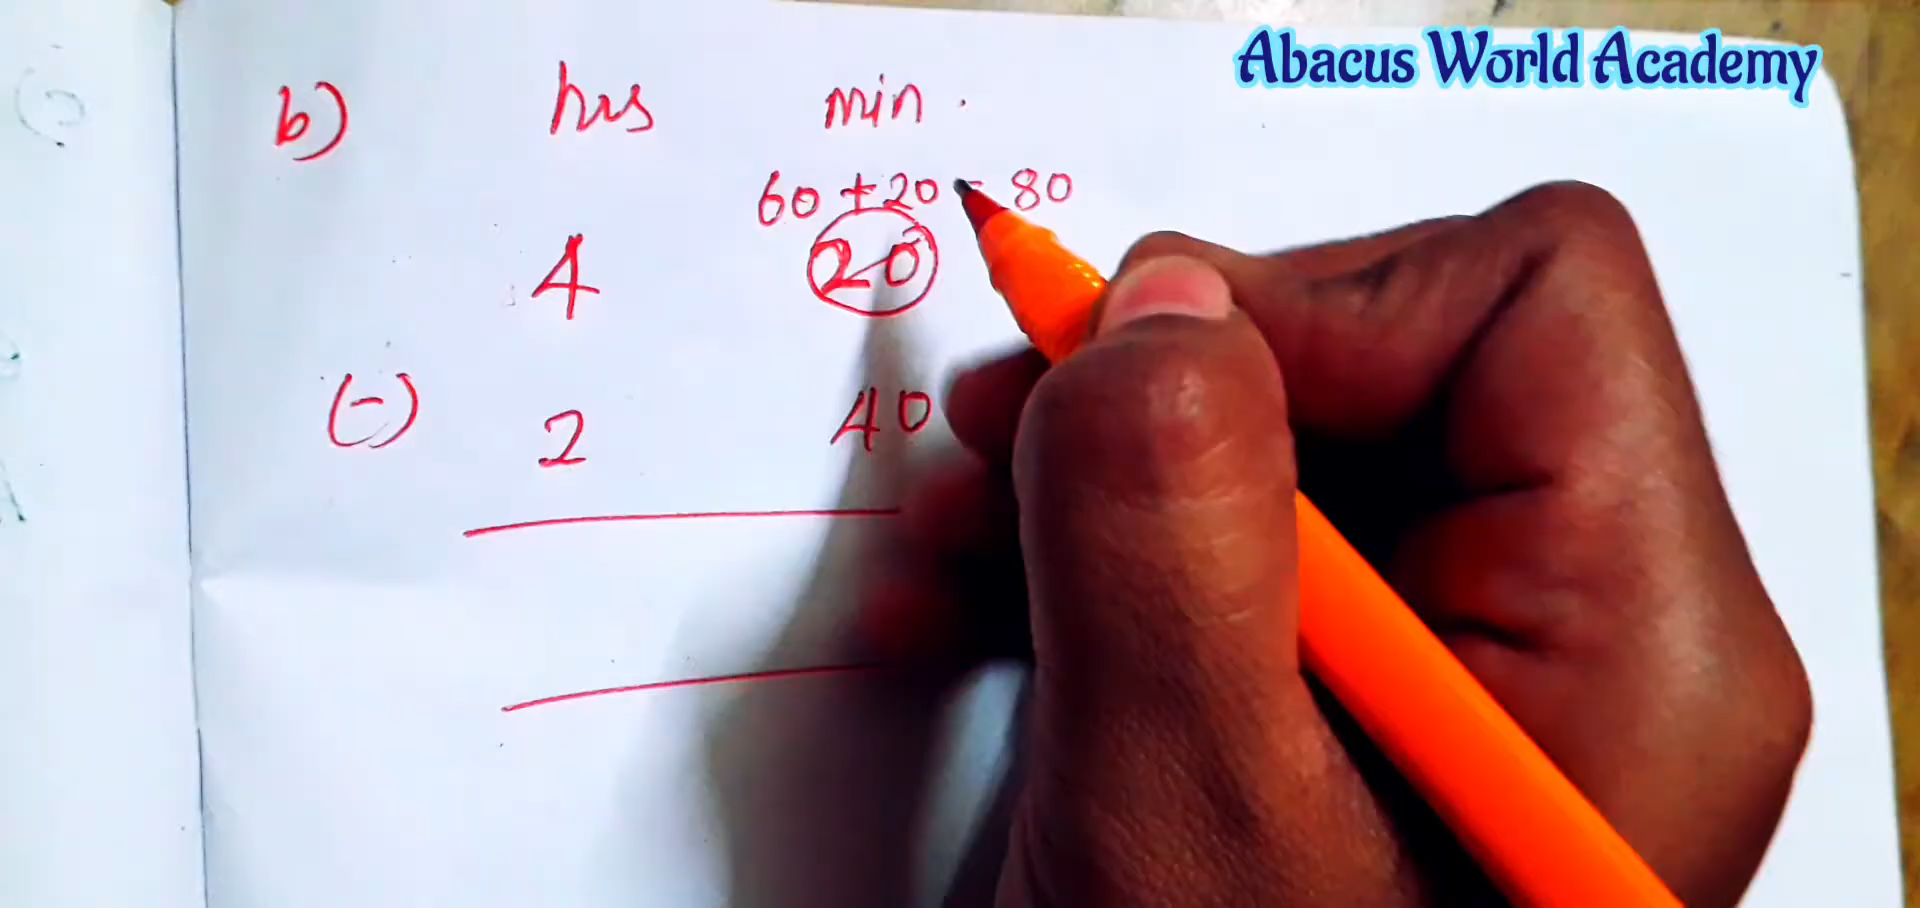 Abacus World Academy
b) hrs min.
60 + 20 = 80
4 20
(-) 2 40